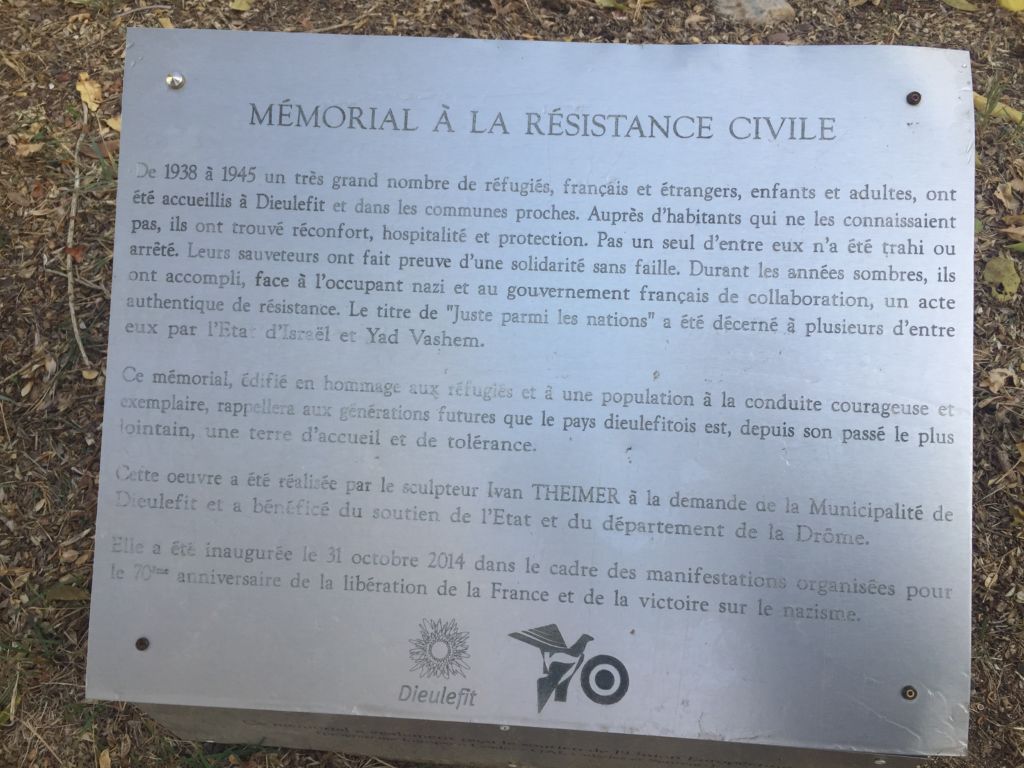 MÉMORIAL À LA RÉSISTANCE CIVILE
De 1938 à 1945 un très grand nombre de réfugiés, français et étrangers, enfants et adultes, ont
été accueillis à Dieulefit et dans les communes proches. Auprès d'habitants qui ne les connaissaient
pas, ils ont trouvé réconfort, hospitalité et protection. Pas un seul d'entre eux n'a été trahi ou
arrêté. Leurs sauveteurs ont fait preuve d'une solidarité sans faille. Durant les années sombres, ils
ont accompli, face à l'occupant nazi et au gouvernement français de collaboration, un acte
authentique de résistance. Le titre de "Juste parmi les nations" a été décerné à plusieurs d'entre
eux par l'Etat d'Israël et Yad Vashem.
Ce mémorial, édifié en hommage aux réfugiés et à une population à la conduite courageuse et
exemplaire, rappellera aux générations futures que le pays dieulefitois est, depuis son passé le plus
lointain, une terre d'accueil et de tolérance.
Cette oeuvre a été réalisée par le sculpteur Ivan THEIMER à la demande de la Municipalité de
Dieulefit et a bénéficé du soutien de l'Etat et du département de la Drôme.
Elle a été inaugurée le 31 octobre 2014 dans le cadre des manifestations organisées pour
le 70ème anniversaire de la libération de la France et de la victoire sur le nazisme.
Dieulefit
70